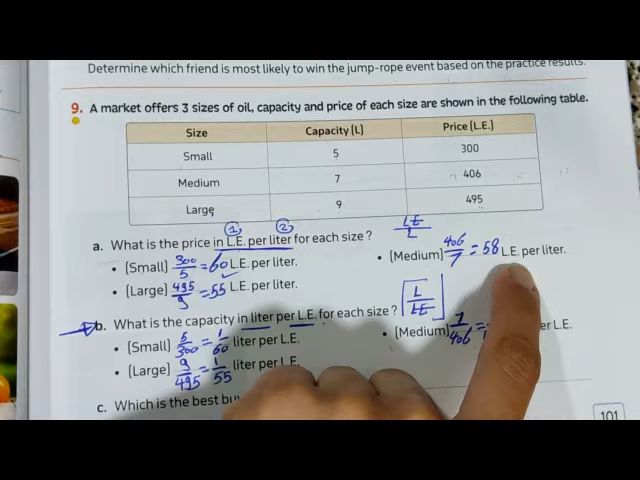 Determine which friend is most likely to win the jump-rope event based on the practice results.
9. A market offers 3 sizes of oil, capacity and price of each size are shown in the following table.
Size Capacity (L) Price (L.E.)
Small 5 300
Medium 7 406
Large 9 495
1 2 LE/L
a. What is the price in L.E. per liter for each size ?
• (Small) 300/5 = 60 L.E. per liter. • (Medium) 406/7 = 58 L.E. per liter.
• (Large) 495/9 = 55 L.E. per liter.
b. What is the capacity in liter per L.E. for each size ? L/LE
• (Small) 5/300 = 1/60 liter per L.E. • (Medium) 7/406 = r per L.E.
• (Large) 9/495 = 1/55 liter per L.E.
c. Which is the best bu
101